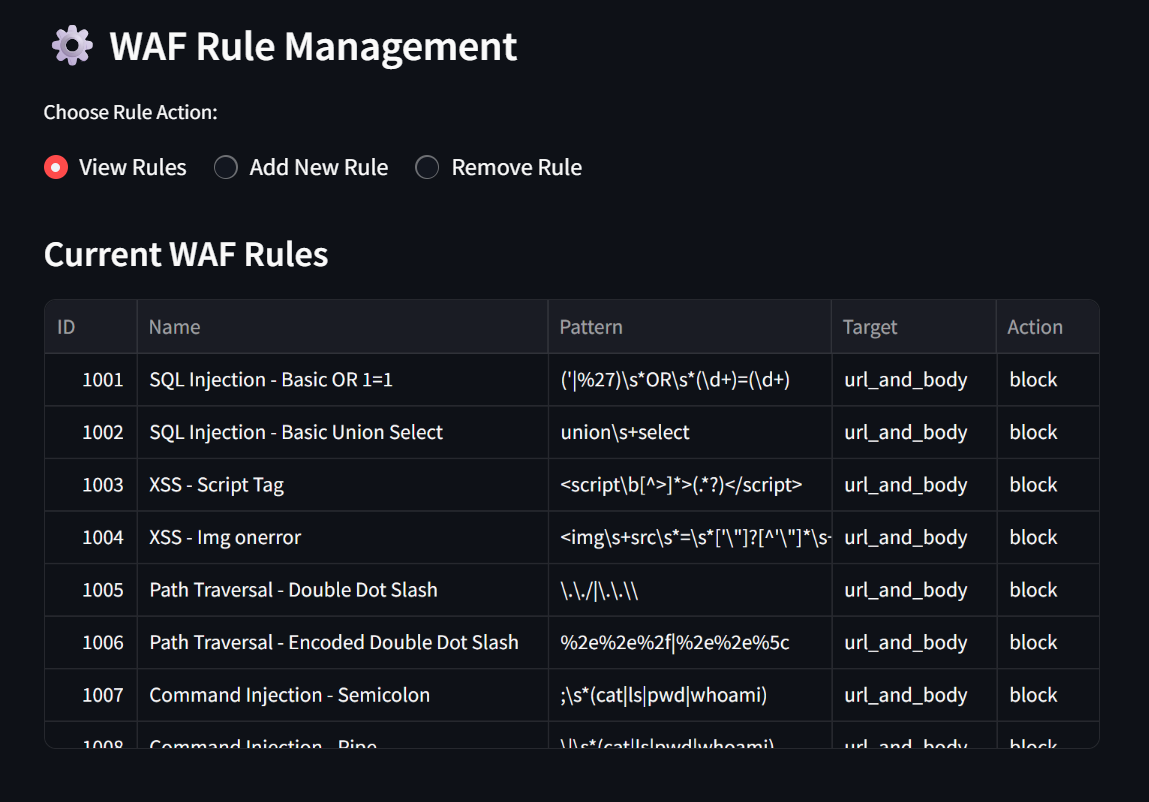 WAF Rule Management
Choose Rule Action:
View Rules Add New Rule Remove Rule
Current WAF Rules
ID Name Pattern Target Action
1001 SQL Injection - Basic OR 1=1 ('|%27)\s*OR\s*(\d+)=(\d+) url_and_body block
1002 SQL Injection - Basic Union Select union\s+select url_and_body block
1003 XSS - Script Tag <script\b[^>]*>(.*?)</script> url_and_body block
1004 XSS - Img onerror <img\s+src\s*=\s*['\"]?[^'\"]*\s- url_and_body block
1005 Path Traversal - Double Dot Slash \.\./|\.\.\\ url_and_body block
1006 Path Traversal - Encoded Double Dot Slash %2e%2e%2f|%2e%2e%5c url_and_body block
1007 Command Injection - Semicolon ;\s*(cat|ls|pwd|whoami) url_and_body block
1008 Command Injection - Pipe \|\s*(cat|ls|pwd|whoami) url_and_body block